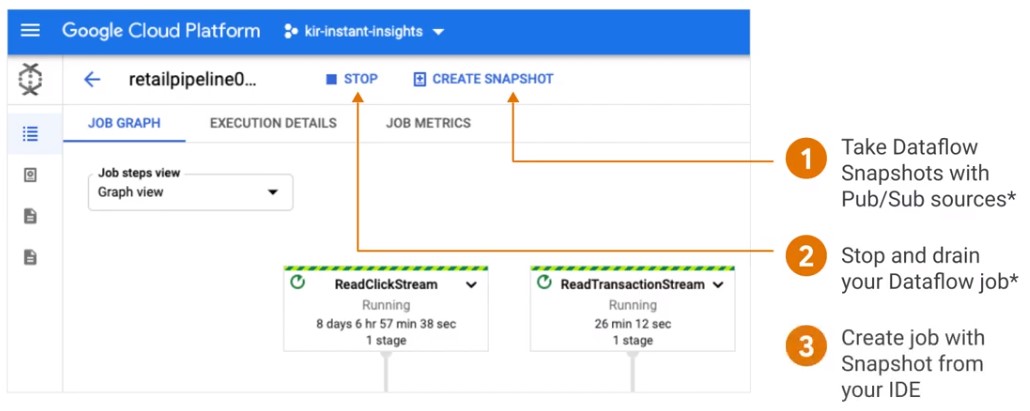 Google Cloud Platform
kir-instant-insights
retailpipeline0...
STOP
CREATE SNAPSHOT
JOB GRAPH
EXECUTION DETAILS
JOB METRICS
Job steps view
Graph view
ReadClickStream
Running
8 days 6 hr 57 min 38 sec
1 stage
ReadTransactionStream
Running
26 min 12 sec
1 stage
1
Take Dataflow
Snapshots with
Pub/Sub sources*
2
Stop and drain
your Dataflow job*
3
Create job with
Snapshot from
your IDE